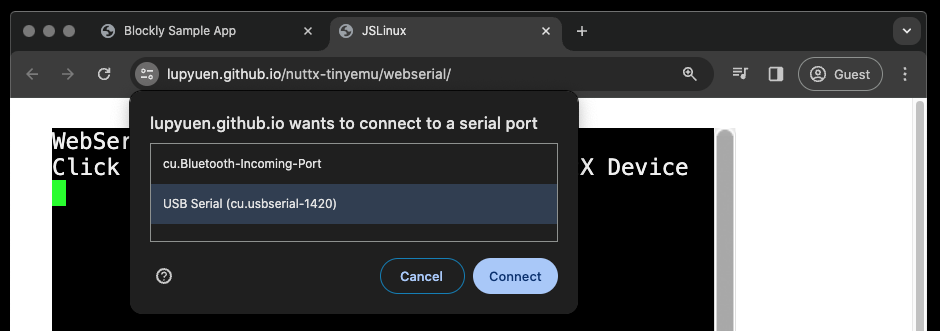 Blockly Sample App
JSLinux
lupyuen.github.io/nuttx-tinyemu/webserial/
Guest
lupyuen.github.io wants to connect to a serial port
cu.Bluetooth-Incoming-Port
USB Serial (cu.usbserial-1420)
Cancel
Connect
WebSer
Click X Device